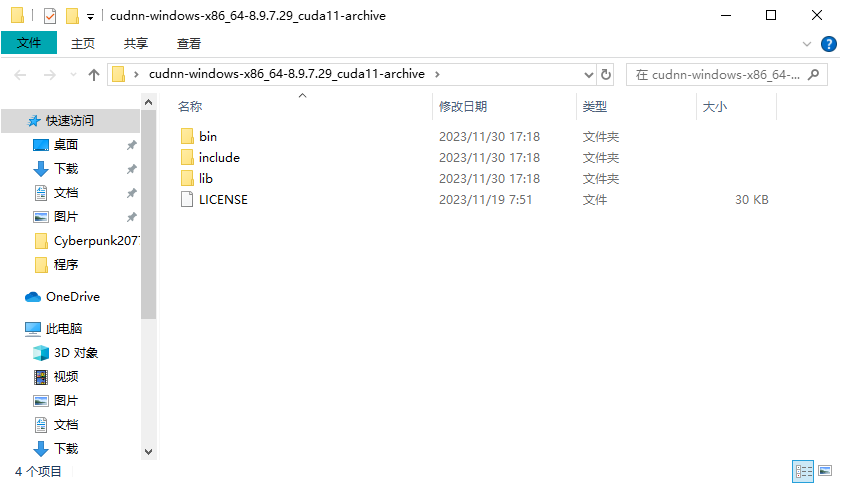 cudnn-windows-x86_64-8.9.7.29_cuda11-archive
文件 主页 共享 查看
cudnn-windows-x86_64-8.9.7.29_cuda11-archive
在 cudnn-windows-x86_64-...
名称 修改日期 类型 大小
快速访问
桌面
下载
文档
图片
Cyberpunk207
程序
OneDrive
此电脑
3D 对象
视频
图片
文档
下载
bin 2023/11/30 17:18 文件夹
include 2023/11/30 17:18 文件夹
lib 2023/11/30 17:18 文件夹
LICENSE 2023/11/19 7:51 文件 30 KB
4 个项目